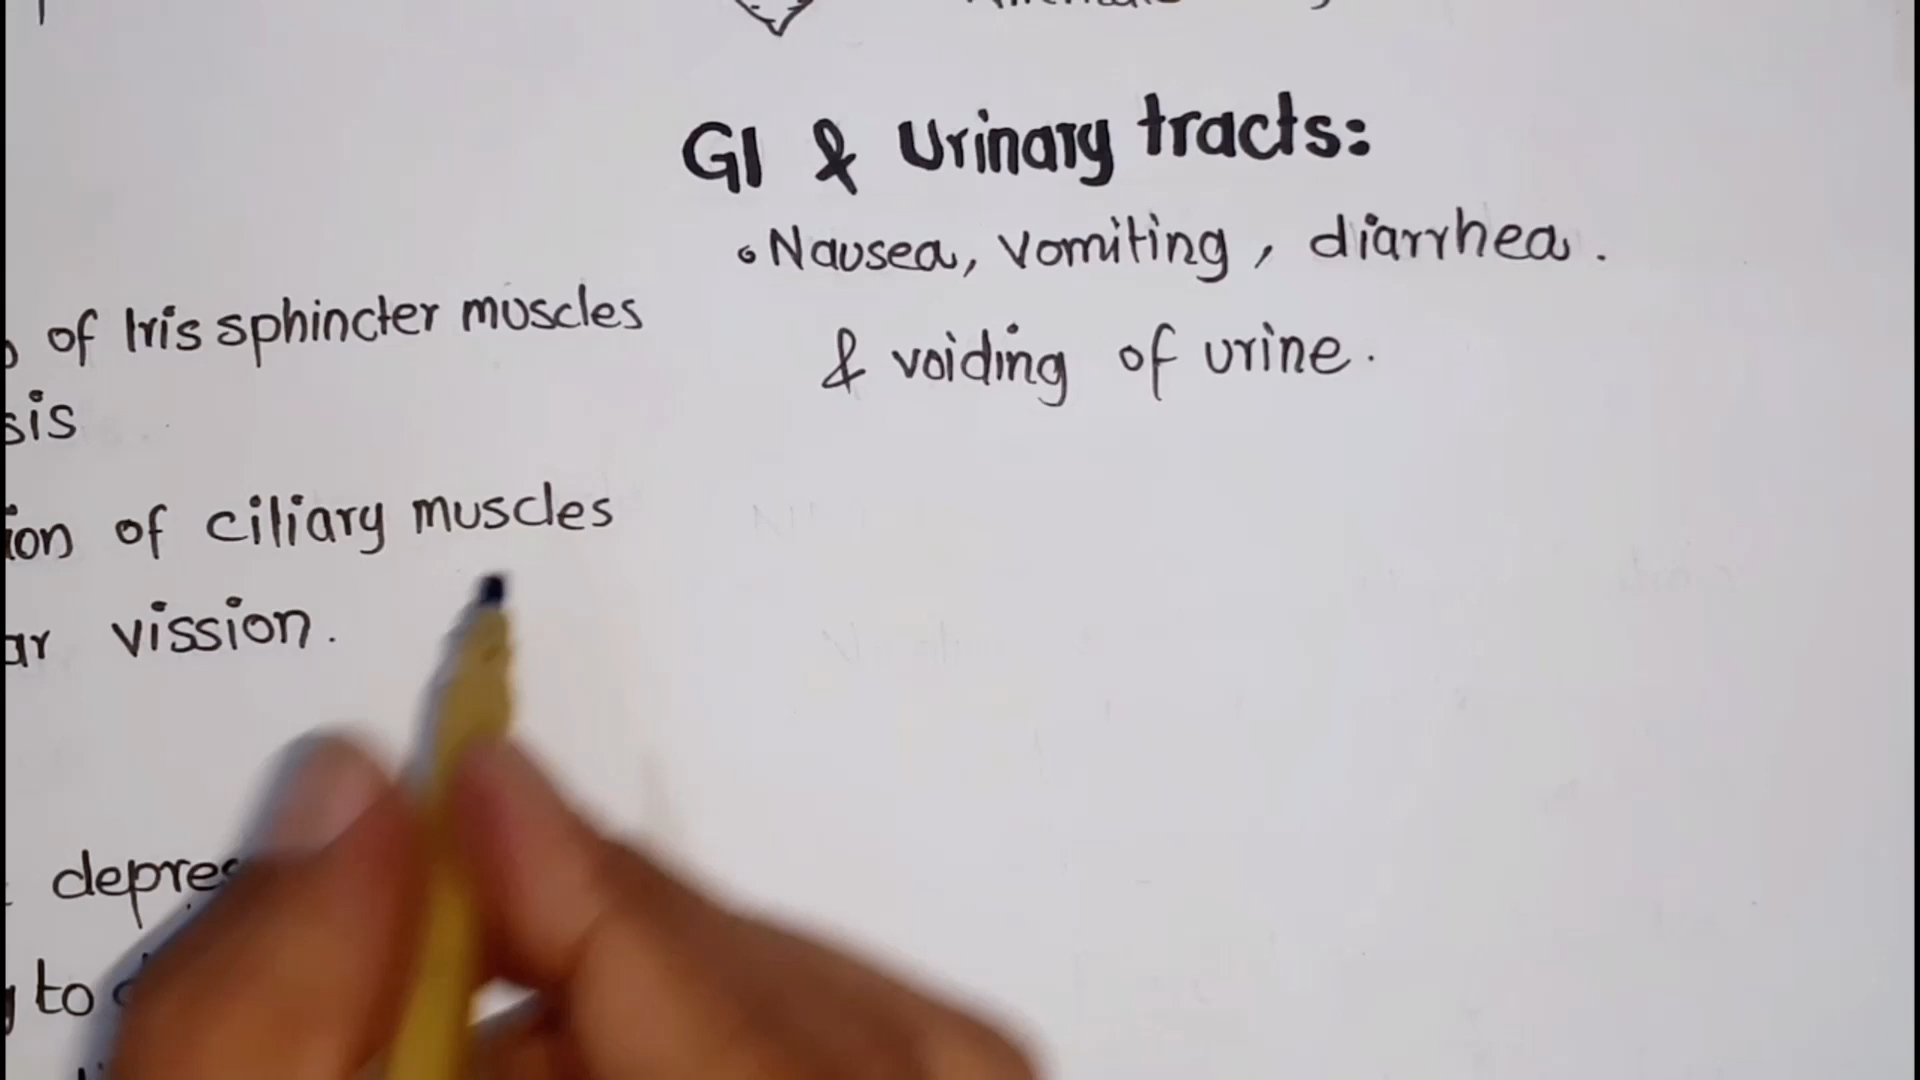 of Iris sphincter muscles
sis
ion of ciliary muscles
ar vission.
depres
to
GI & Urinary tracts:
• Nausea, vomiting, diarrhea.
& voiding of urine.